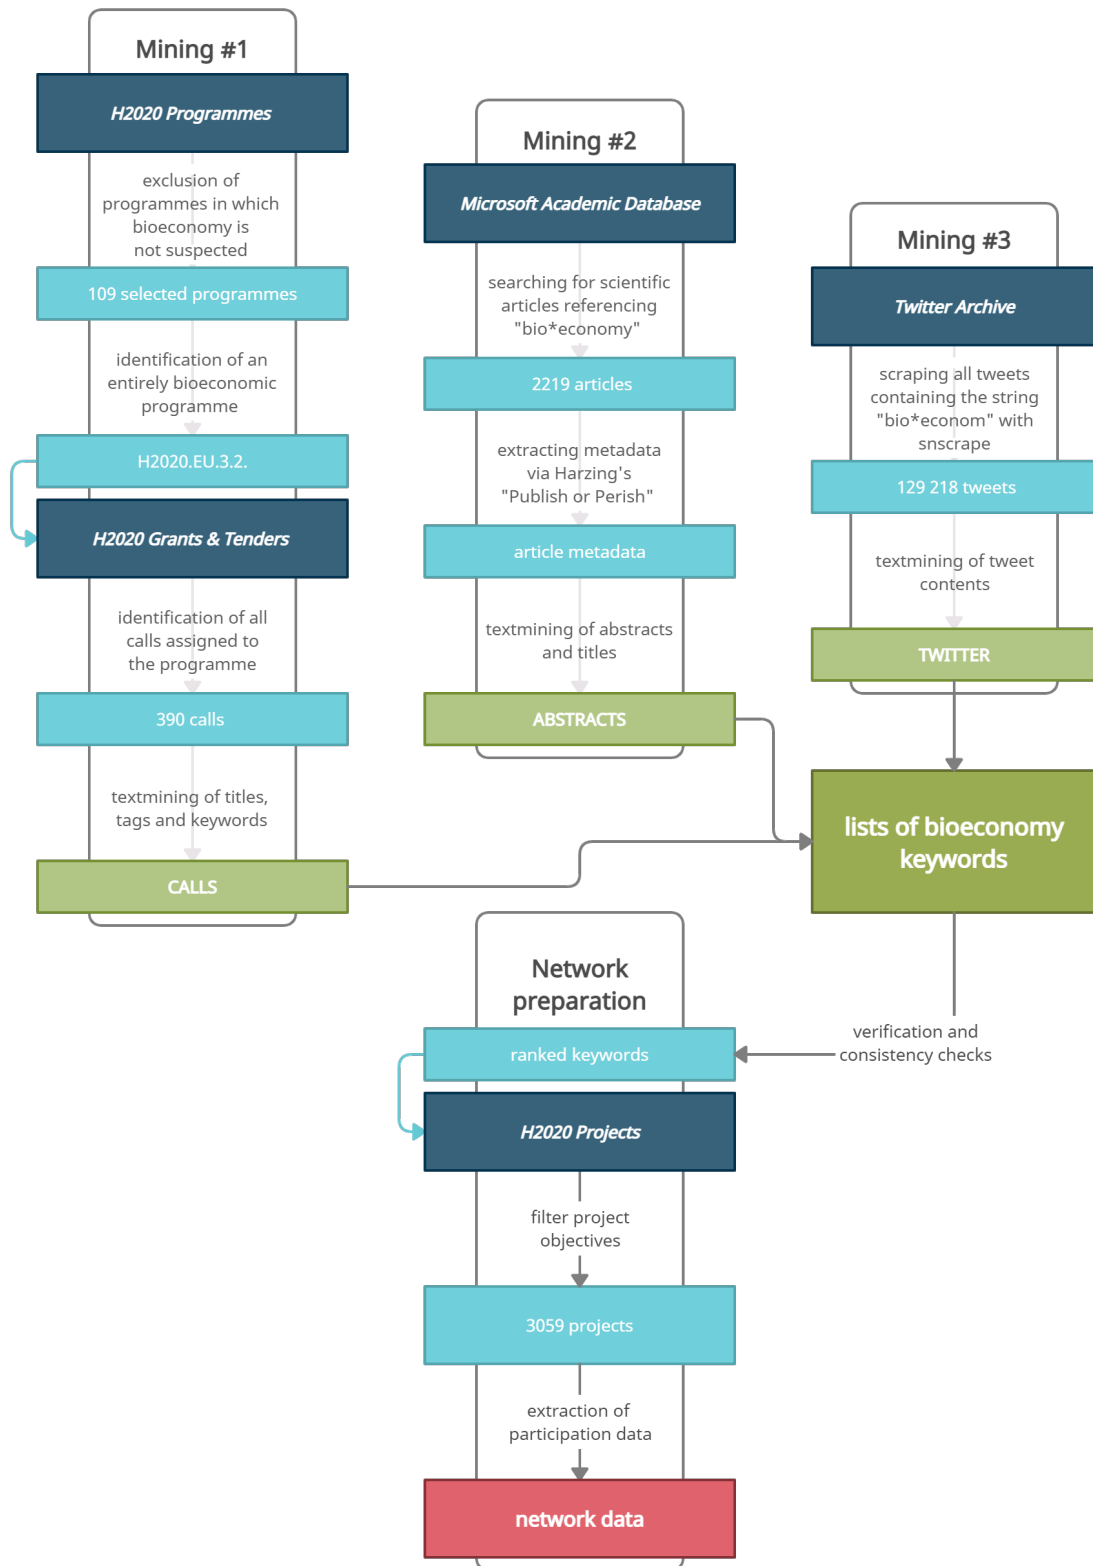 Mining #1
H2020 Programmes
exclusion of
programmes in which
bioeconomy is
not suspected
109 selected programmes
identification of an
entirely bioeconomic
programme
H2020.EU.3.2.
H2020 Grants & Tenders
identification of all
calls assigned to
the programme
390 calls
textmining of titles,
tags and keywords
CALLS
Mining #2
Microsoft Academic Database
searching for scientific
articles referencing
"bio*economy"
2219 articles
extracting metadata
via Harzing's
"Publish or Perish"
article metadata
textmining of abstracts
and titles
ABSTRACTS
Mining #3
Twitter Archive
scraping all tweets
containing the string
"bio*econom" with
snscrape
129 218 tweets
textmining of tweet
contents
TWITTER
lists of bioeconomy
keywords
verification and
consistency checks
Network
preparation
ranked keywords
H2020 Projects
filter project
objectives
3059 projects
extraction of
participation data
network data